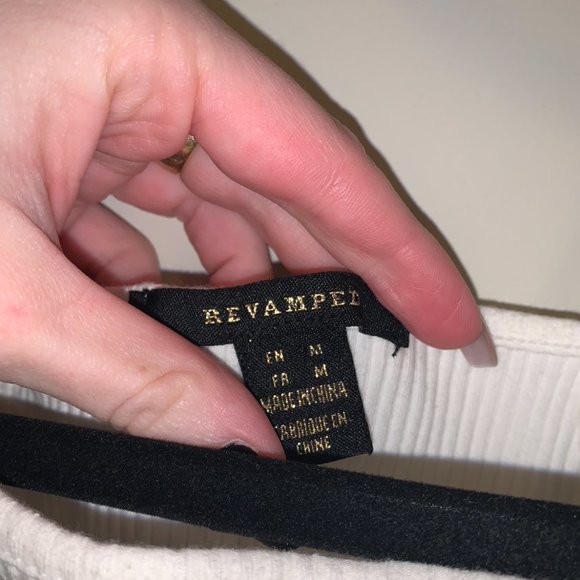 REVAMPED
EN M
FR M
MADE IN CHINA
FABRIQUE EN
CHINE